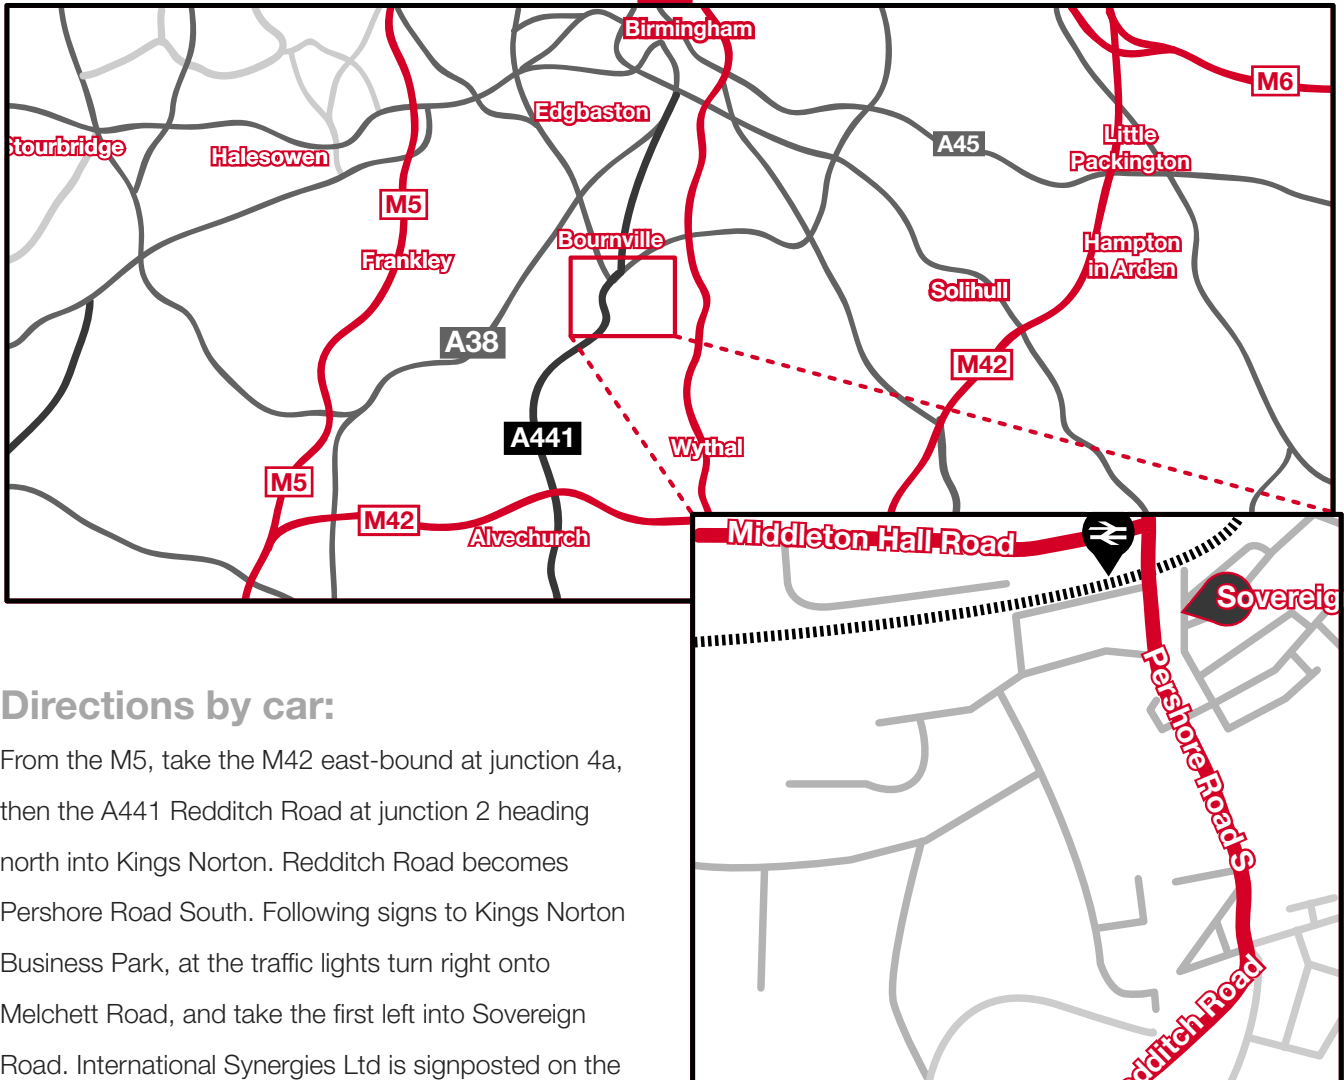 Birmingham
M6
Edgbaston
A45
Little
Packington
Stourbridge
Halesowen
M5
Bournville
Frankley
Hampton
in Arden
Solihull
A38
M42
A441
Wythal
M5
M42
Alvechurch
Middleton Hall Road
Sovereig
Pershore Road S
edditch Road
Directions by car:
From the M5, take the M42 east-bound at junction 4a,
then the A441 Redditch Road at junction 2 heading
north into Kings Norton. Redditch Road becomes
Pershore Road South. Following signs to Kings Norton
Business Park, at the traffic lights turn right onto
Melchett Road, and take the first left into Sovereign
Road. International Synergies Ltd is signposted on the